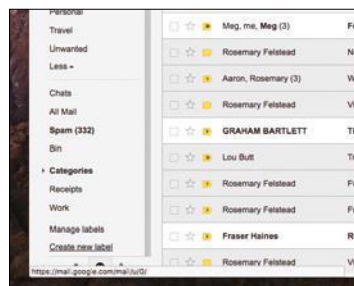 Personal
Travel
Unwanted
Less
Chats
All Mail
Spam (332)
Bin
Categories
Receipts
Work
Manage labels
Create new label
Meg, me, Meg (3)
Rosemary Felstead
Aaron, Rosemary (3)
Rosemary Felstead
GRAHAM BARTLETT
Lou Butt
Rosemary Felstead
Rosemary Felstead
Fraser Haines
Rosemary Felstead
https://mail.google.com/mail/u/0/